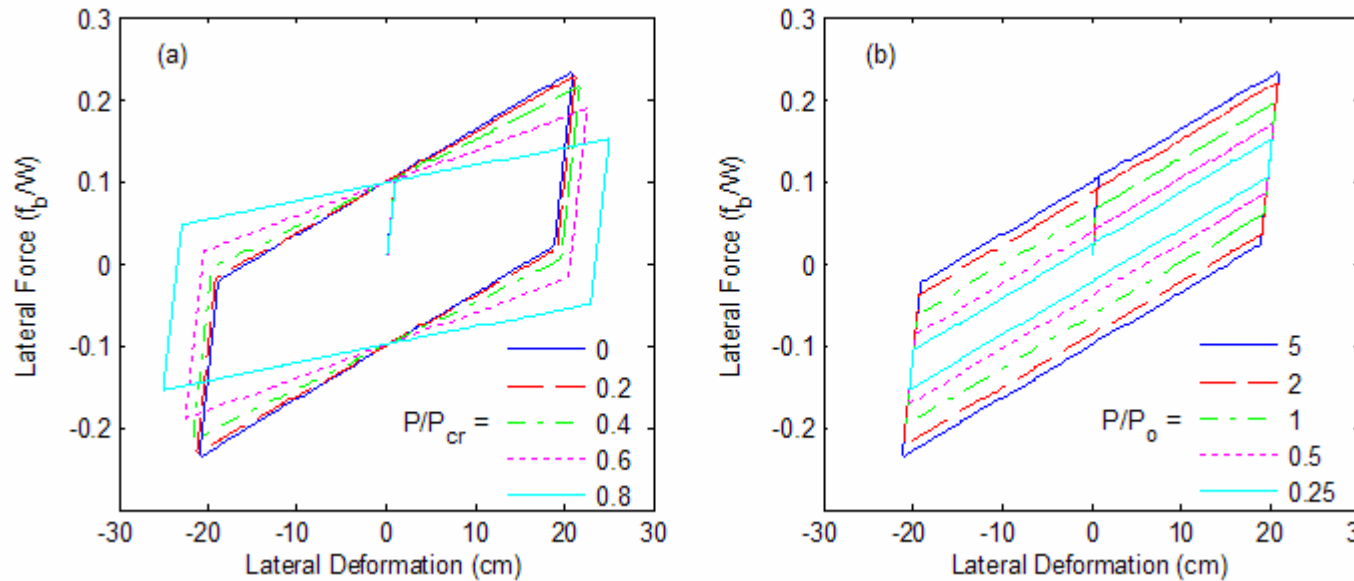 (a)
0.3
0.2
0.1
0
-0.1
-0.2
Lateral Force (f_b/W)
-30 -20 -10 0 10 20 30
Lateral Deformation (cm)
P/P_cr =
0
0.2
0.4
0.6
0.8
(b)
0.3
0.2
0.1
0
-0.1
-0.2
Lateral Force (f_b/W)
-30 -20 -10 0 10 20 3
Lateral Deformation (cm)
P/P_o =
5
2
1
0.5
0.25